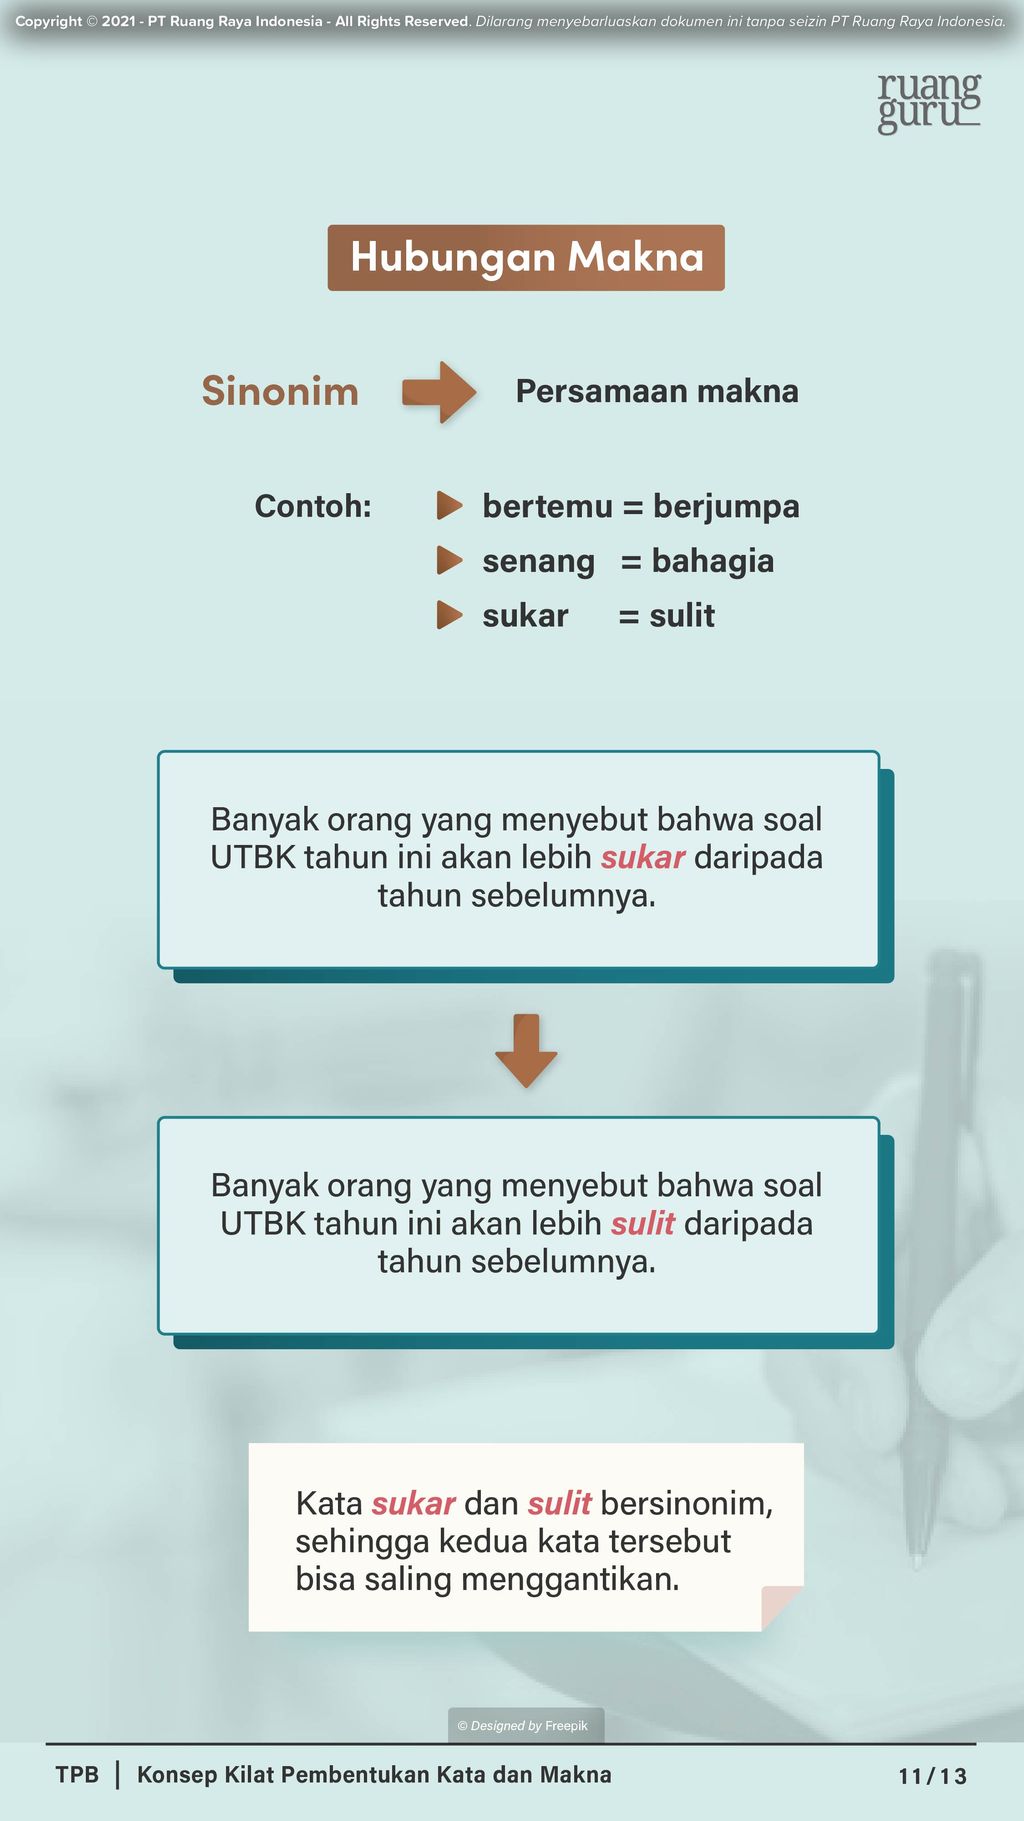 Copyright © 2021 - PT Ruang Raya Indonesia - All Rights Reserved. Dilarang menyebarluaskan dokumen ini tanpa seizin PT Ruang Raya Indonesia.
ruang
guru
Hubungan Makna
Sinonim
Persamaan makna
Contoh:
bertemu = berjumpa
senang = bahagia
sukar = sulit
Banyak orang yang menyebut bahwa soal
UTBK tahun ini akan lebih sukar daripada
tahun sebelumnya.
Banyak orang yang menyebut bahwa soal
UTBK tahun ini akan lebih sulit daripada
tahun sebelumnya.
Kata sukar dan sulit bersinonim,
sehingga kedua kata tersebut
bisa saling menggantikan.
© Designed by Freepik
TPB | Konsep Kilat Pembentukan Kata dan Makna
11/13